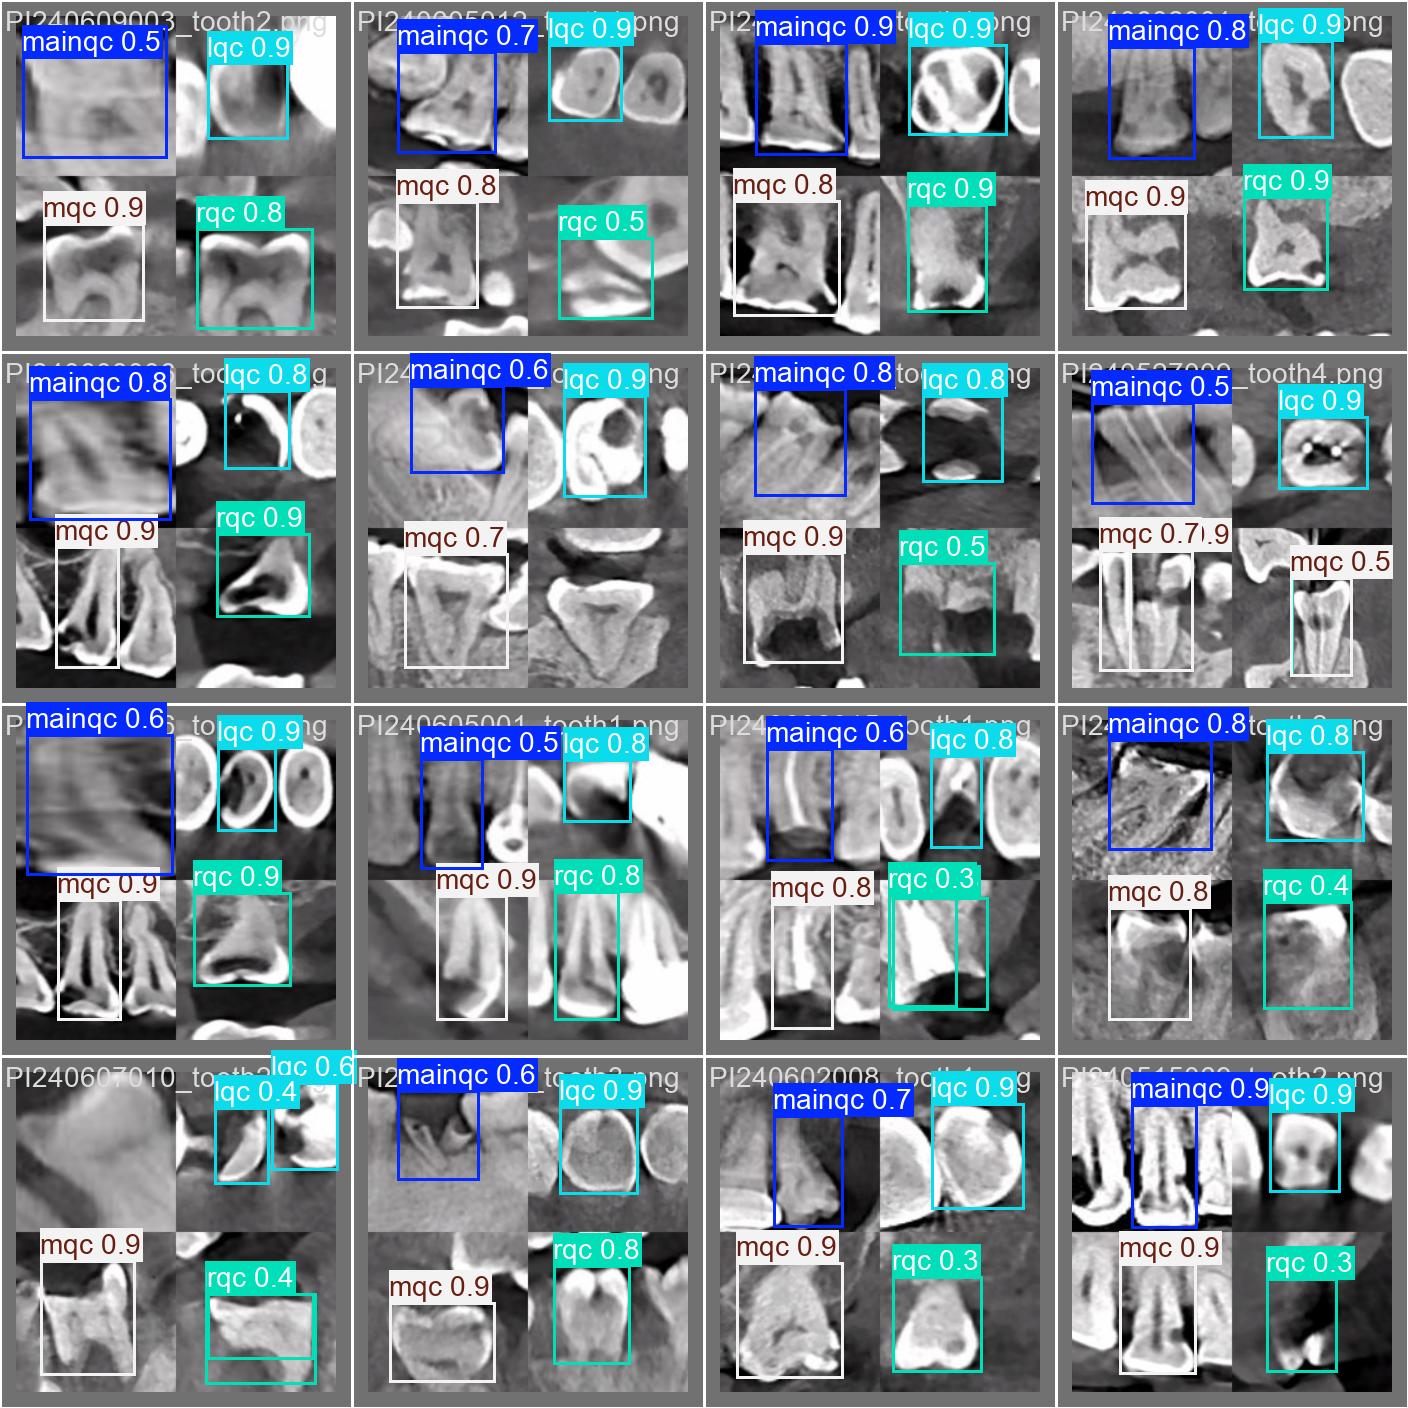 PI240609003_tooth2.png
mainqc 0.5
lqc 0.9
mqc 0.9
rqc 0.8
mainqc 0.7
lqc 0.9
mqc 0.8
rqc 0.5
mainqc 0.9
lqc 0.9
mqc 0.8
rqc 0.9
mainqc 0.8
lqc 0.9
mqc 0.9
rqc 0.9
mainqc 0.8
lqc 0.8
mqc 0.9
rqc 0.9
mainqc 0.6
lqc 0.9
mqc 0.7
mainqc 0.8
lqc 0.8
mqc 0.9
rqc 0.5
_tooth4.png
mainqc 0.5
lqc 0.9
mqc 0.7
0.9
mqc 0.5
mainqc 0.6
lqc 0.9
mqc 0.9
rqc 0.9
PI240605001_tooth1.png
mainqc 0.5
lqc 0.8
mqc 0.9
rqc 0.8
mainqc 0.6
lqc 0.8
mqc 0.8
rqc 0.3
mainqc 0.8
lqc 0.8
mqc 0.8
rqc 0.4
PI240607010_tooth
lqc 0.6
lqc 0.4
mqc 0.9
rqc 0.4
mainqc 0.6
lqc 0.9
mqc 0.9
rqc 0.8
PI240602008_tooth
mainqc 0.7
lqc 0.9
mqc 0.9
rqc 0.3
mainqc 0.9
lqc 0.9
mqc 0.9
rqc 0.3